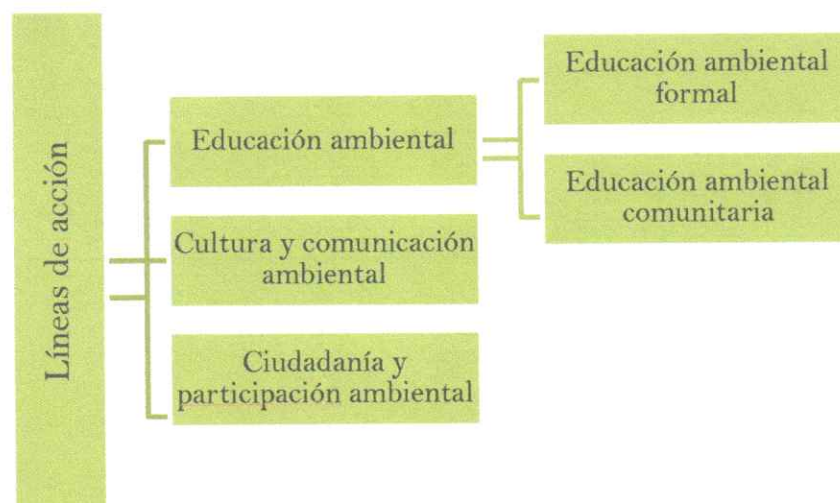 Líneas de acción
Educación ambiental
Cultura y comunicación
ambiental
Ciudadanía y
participación ambiental
Educación ambiental
formal
Educación ambiental
comunitaria